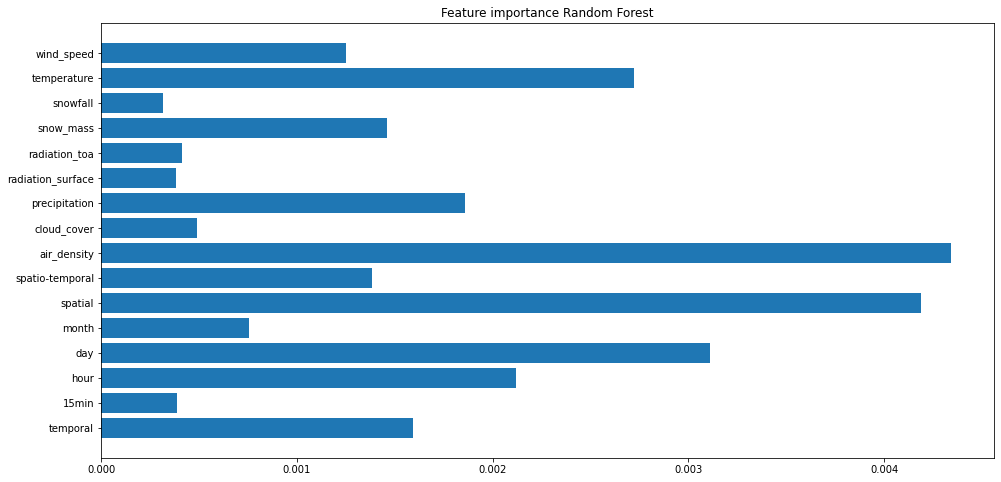 Feature importance Random Forest
wind_speed
temperature
snowfall
snow_mass
radiation_toa
radiation_surface
precipitation
cloud_cover
air_density
spatio-temporal
spatial
month
day
hour
15min
temporal
0.000 0.001 0.002 0.003 0.004